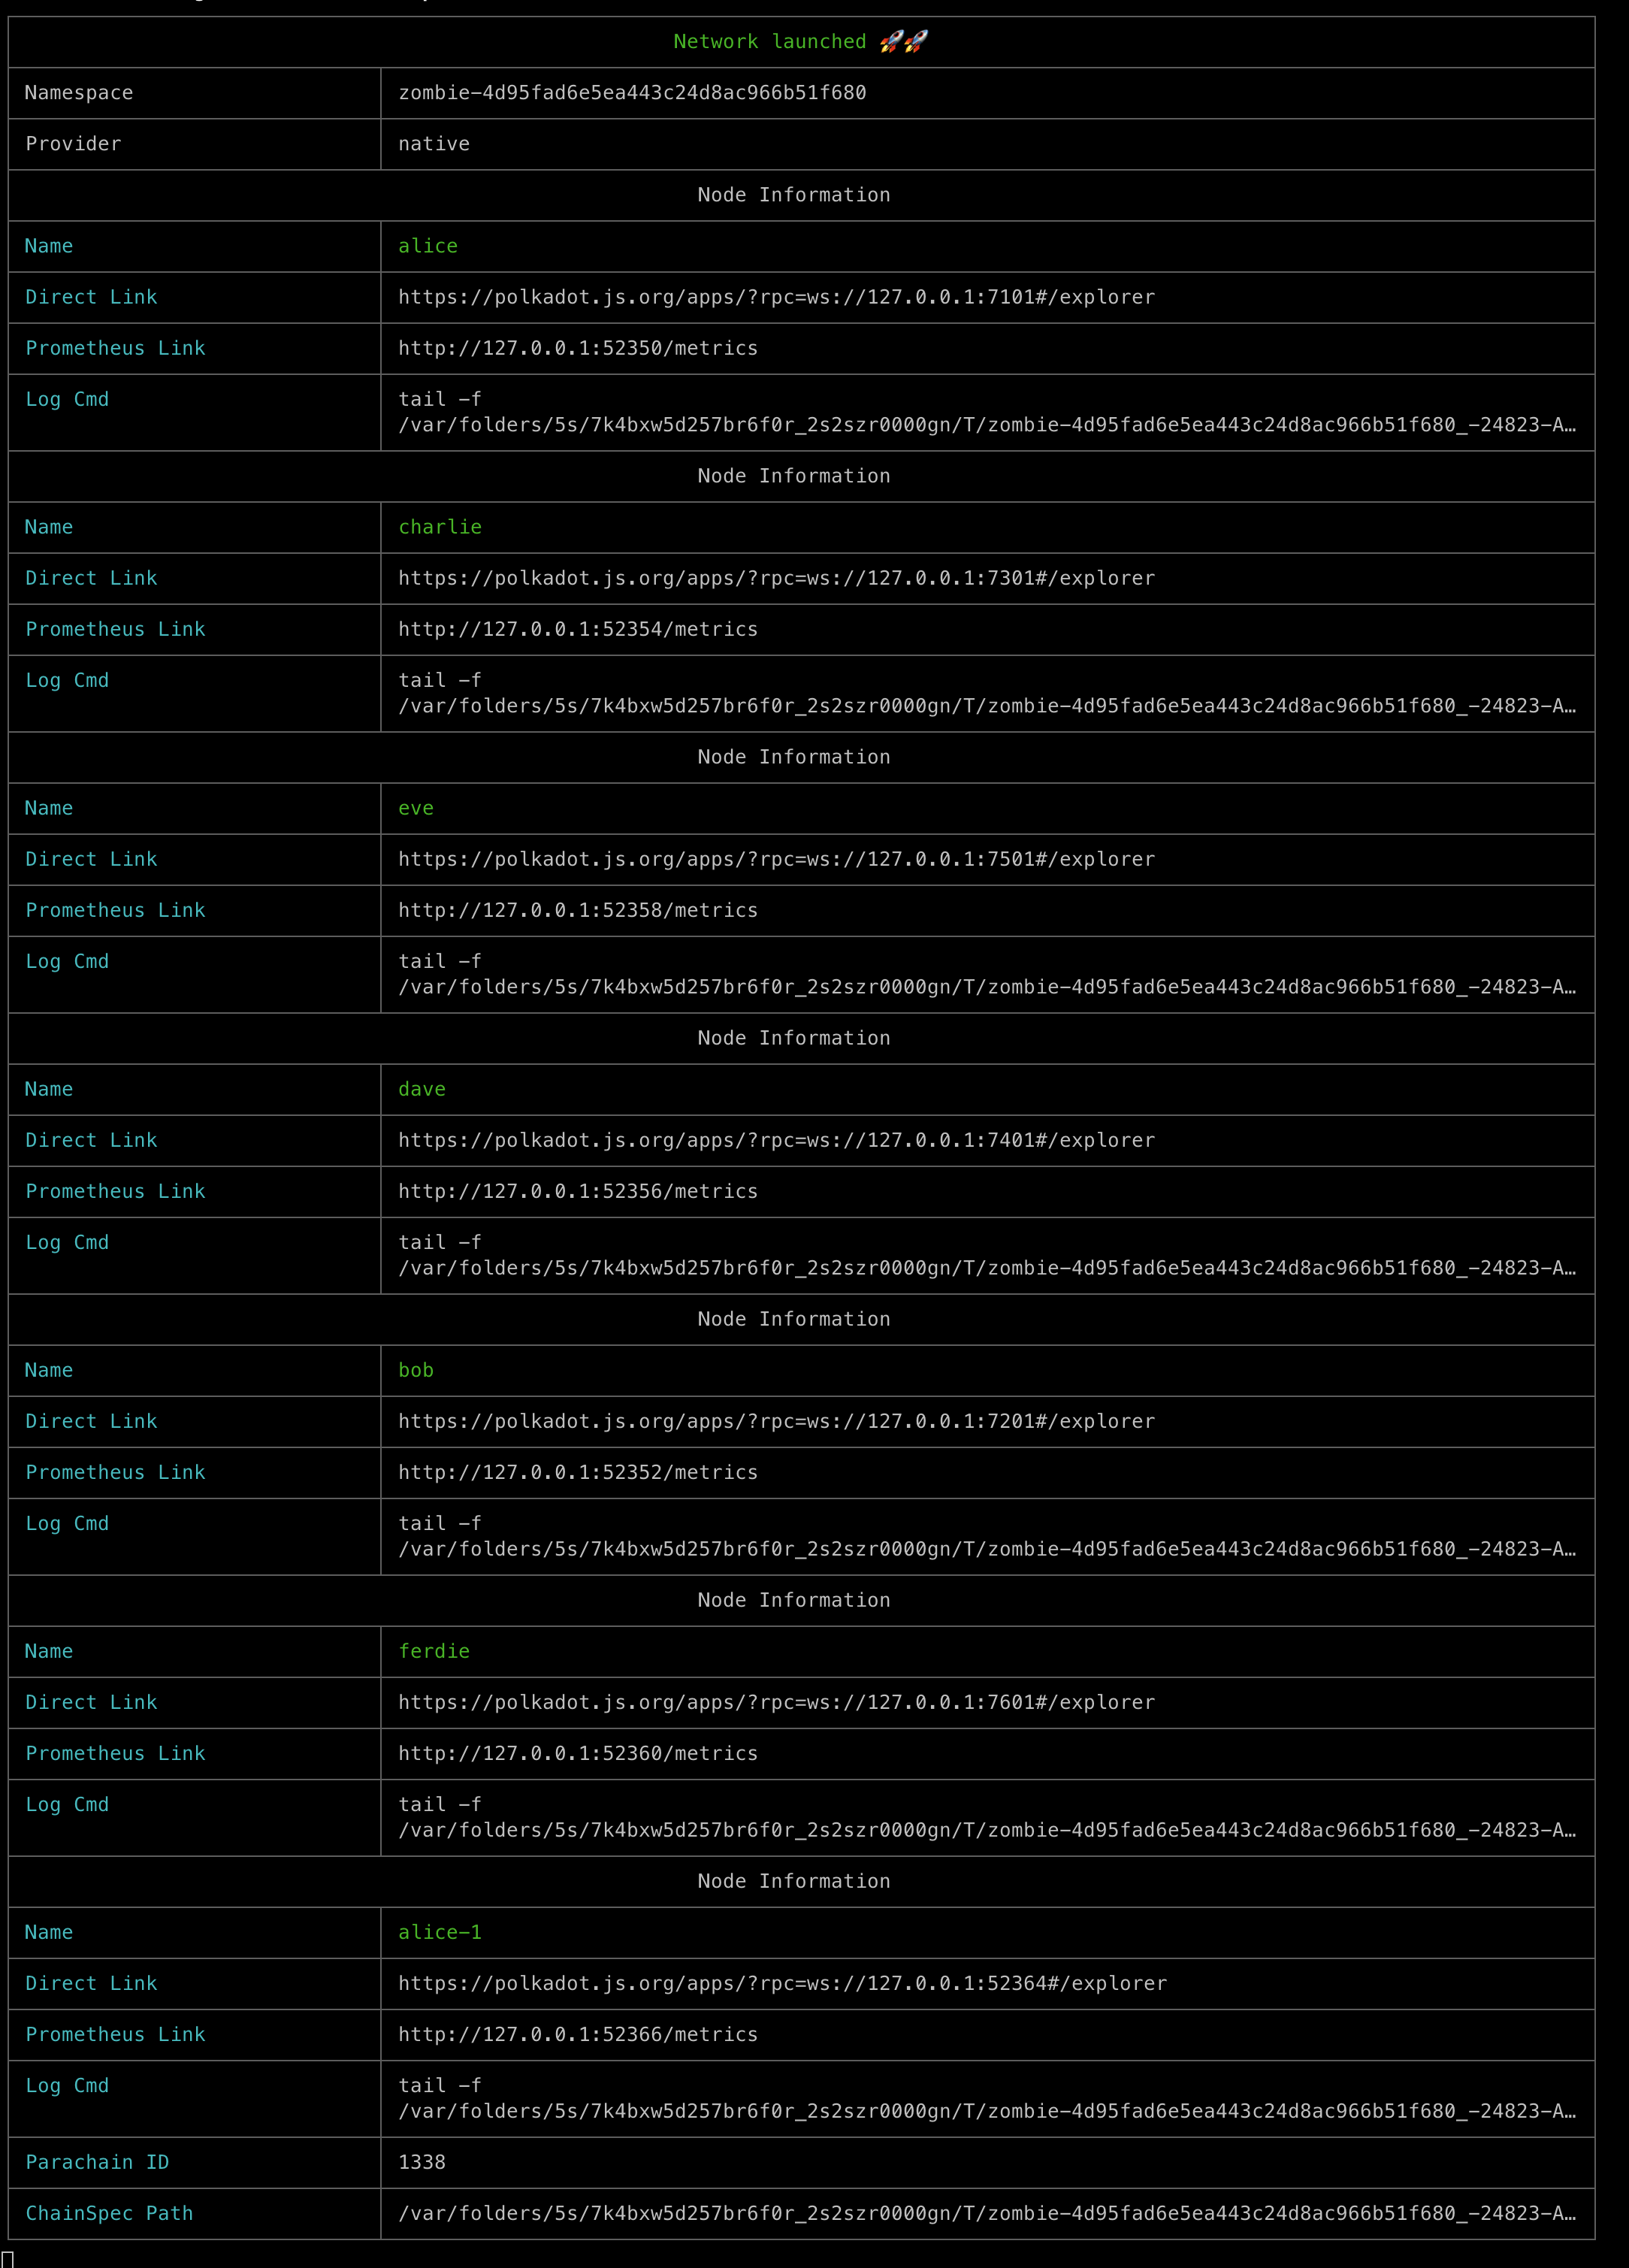 Network launched 🚀🚀
Namespace zombie-4d95fad6e5ea443c24d8ac966b51f680
Provider native
Node Information
Name alice
Direct Link https://polkadot.js.org/apps/?rpc=ws://127.0.0.1:7101#/explorer
Prometheus Link http://127.0.0.1:52350/metrics
Log Cmd tail -f
/var/folders/5s/7k4bxw5d257br6f0r_2s2szr0000gn/T/zombie-4d95fad6e5ea443c24d8ac966b51f680_-24823-A…
Node Information
Name charlie
Direct Link https://polkadot.js.org/apps/?rpc=ws://127.0.0.1:7301#/explorer
Prometheus Link http://127.0.0.1:52354/metrics
Log Cmd tail -f
/var/folders/5s/7k4bxw5d257br6f0r_2s2szr0000gn/T/zombie-4d95fad6e5ea443c24d8ac966b51f680_-24823-A…
Node Information
Name eve
Direct Link https://polkadot.js.org/apps/?rpc=ws://127.0.0.1:7501#/explorer
Prometheus Link http://127.0.0.1:52358/metrics
Log Cmd tail -f
/var/folders/5s/7k4bxw5d257br6f0r_2s2szr0000gn/T/zombie-4d95fad6e5ea443c24d8ac966b51f680_-24823-A…
Node Information
Name dave
Direct Link https://polkadot.js.org/apps/?rpc=ws://127.0.0.1:7401#/explorer
Prometheus Link http://127.0.0.1:52356/metrics
Log Cmd tail -f
/var/folders/5s/7k4bxw5d257br6f0r_2s2szr0000gn/T/zombie-4d95fad6e5ea443c24d8ac966b51f680_-24823-A…
Node Information
Name bob
Direct Link https://polkadot.js.org/apps/?rpc=ws://127.0.0.1:7201#/explorer
Prometheus Link http://127.0.0.1:52352/metrics
Log Cmd tail -f
/var/folders/5s/7k4bxw5d257br6f0r_2s2szr0000gn/T/zombie-4d95fad6e5ea443c24d8ac966b51f680_-24823-A…
Node Information
Name ferdie
Direct Link https://polkadot.js.org/apps/?rpc=ws://127.0.0.1:7601#/explorer
Prometheus Link http://127.0.0.1:52360/metrics
Log Cmd tail -f
/var/folders/5s/7k4bxw5d257br6f0r_2s2szr0000gn/T/zombie-4d95fad6e5ea443c24d8ac966b51f680_-24823-A…
Node Information
Name alice-1
Direct Link https://polkadot.js.org/apps/?rpc=ws://127.0.0.1:52364#/explorer
Prometheus Link http://127.0.0.1:52366/metrics
Log Cmd tail -f
/var/folders/5s/7k4bxw5d257br6f0r_2s2szr0000gn/T/zombie-4d95fad6e5ea443c24d8ac966b51f680_-24823-A…
Parachain ID 1338
ChainSpec Path /var/folders/5s/7k4bxw5d257br6f0r_2s2szr0000gn/T/zombie-4d95fad6e5ea443c24d8ac966b51f680_-24823-A…